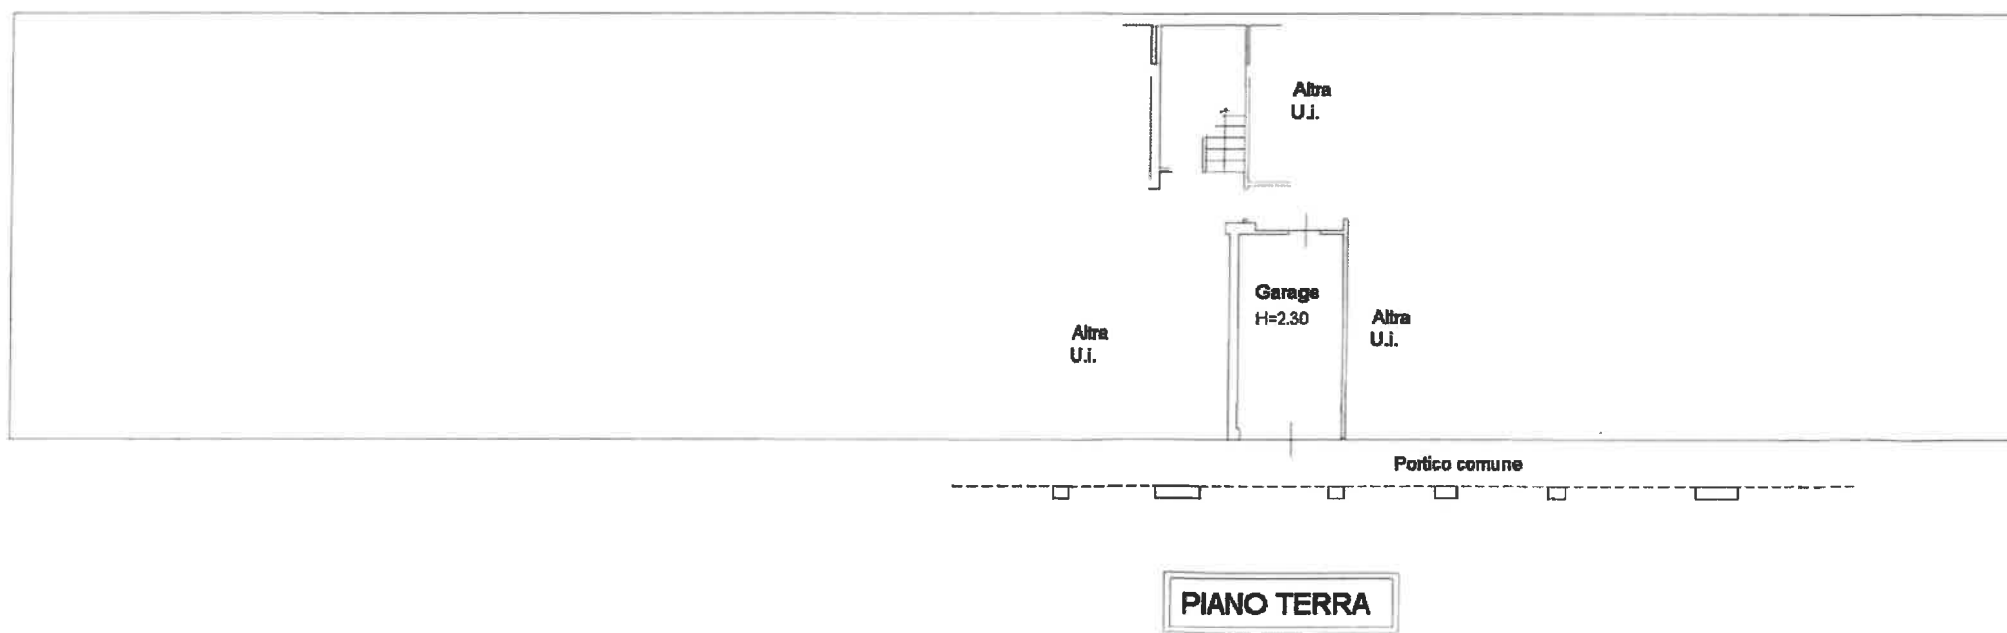 Altra
U.i.
Garage
H=2.30
Altra
U.i.
Altra
U.i.
Portico comune
PIANO TERRA